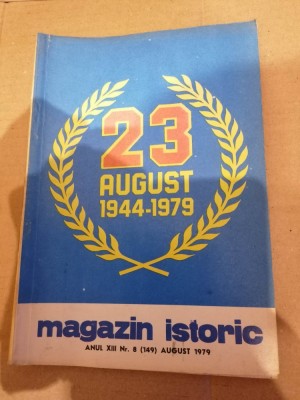 23
AUGUST
1944-1979
magazin istoric
ANUL XIII Nr. 8 (149) AUGUST 1979